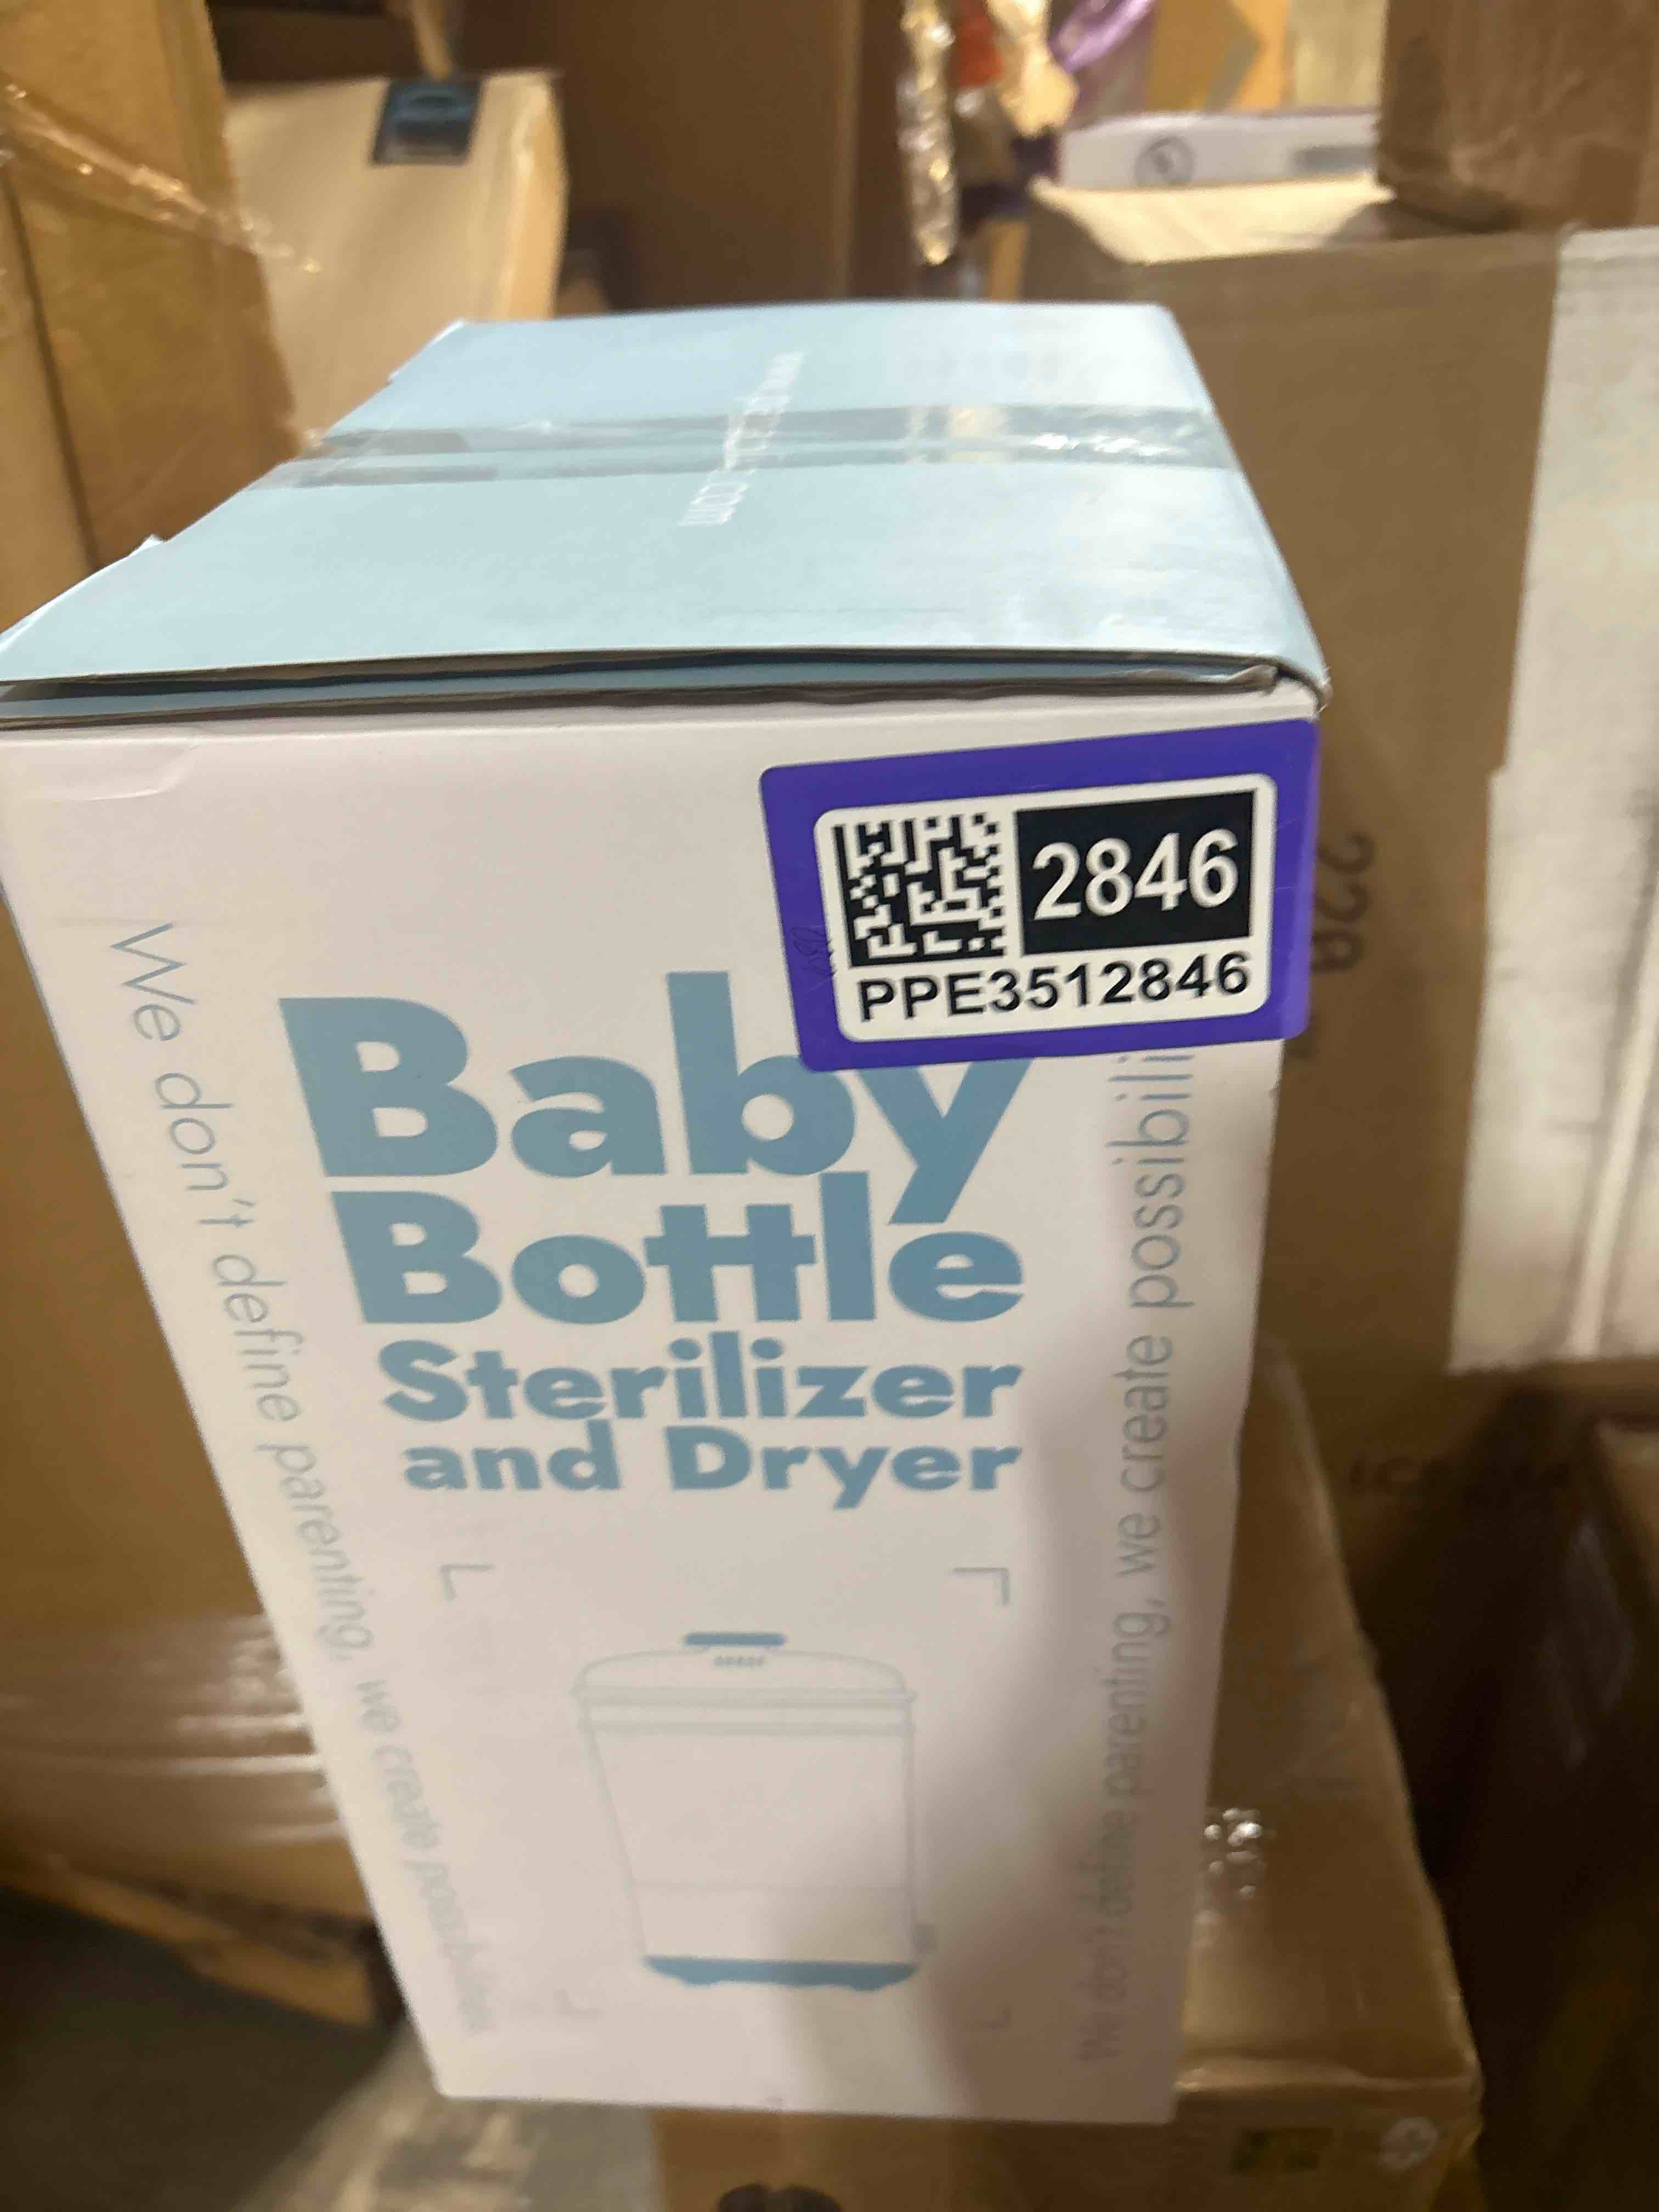 2846
PPE3512846
Baby
Bottle
Sterilizer
and Dryer
We don't define parenting, we create possibilities
We don't define parenting, we create possibili